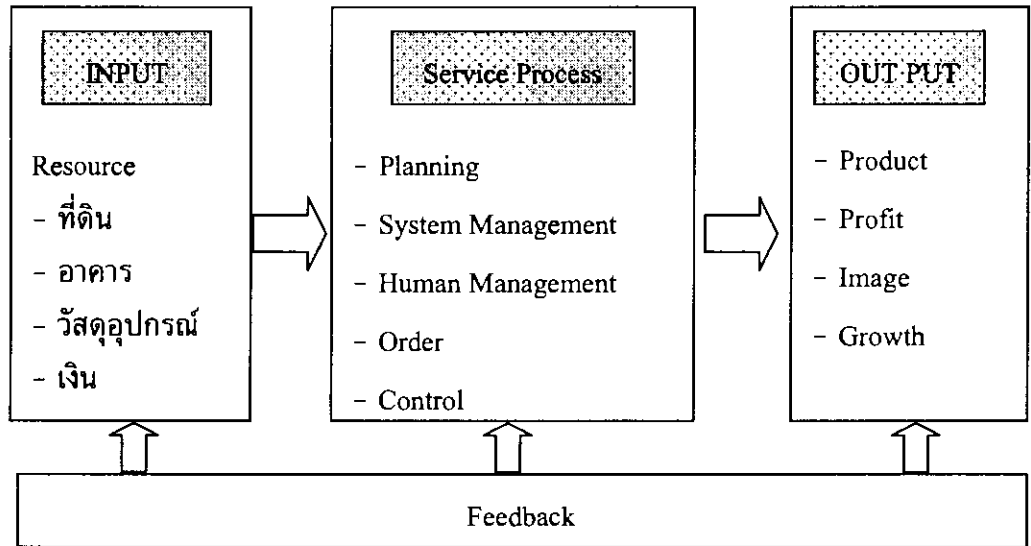 INPUT
Resource
- ที่ดิน
- อาคาร
- วัสดุอุปกรณ์
- เงิน
Service Process
- Planning
- System Management
- Human Management
- Order
- Control
OUT PUT
- Product
- Profit
- Image
- Growth
Feedback